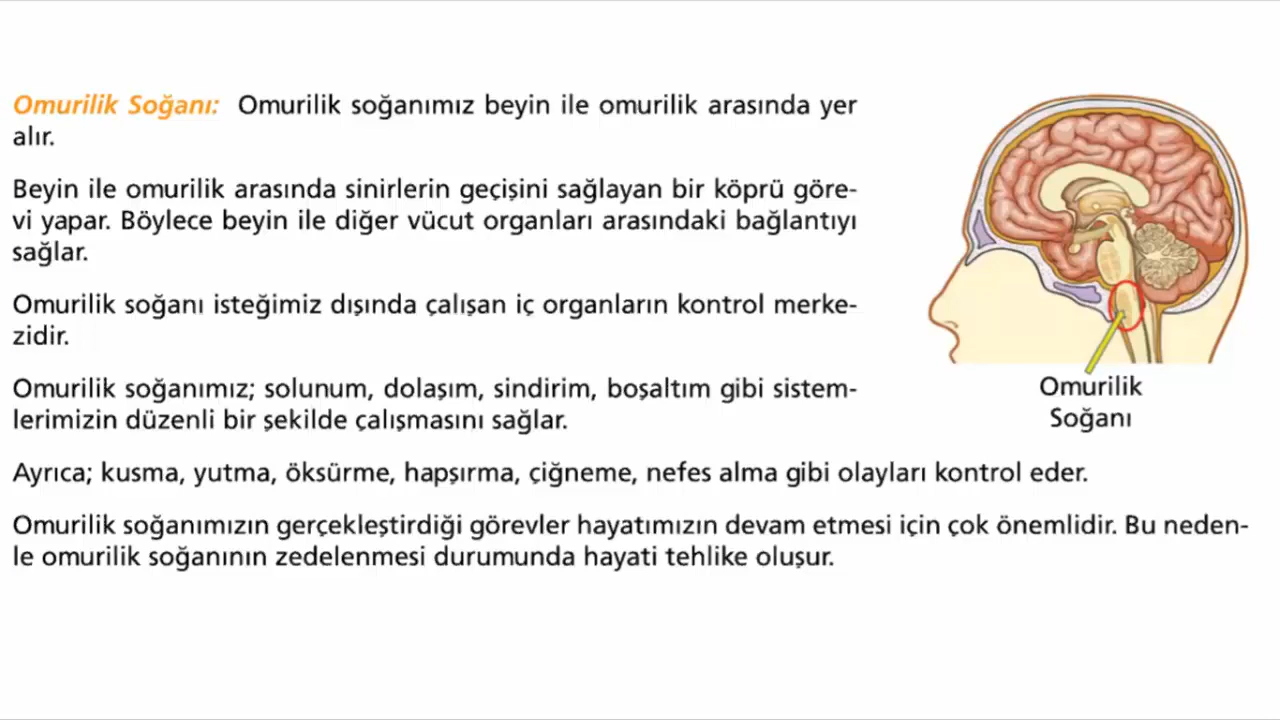 Omurilik Soğanı: Omurilik soğanımız beyin ile omurilik arasında yer
alır.
Beyin ile omurilik arasında sinirlerin geçişini sağlayan bir köprü göre-
vi yapar. Böylece beyin ile diğer vücut organları arasındaki bağlantıyı
sağlar.
Omurilik soğanı isteğimiz dışında çalışan iç organların kontrol merke-
zidir.
Omurilik soğanımız; solunum, dolaşım, sindirim, boşaltım gibi sistem-
lerimizin düzenli bir şekilde çalışmasını sağlar.
Ayrıca; kusma, yutma, öksürme, hapşırma, çiğneme, nefes alma gibi olayları kontrol eder.
Omurilik soğanımızın gerçekleştirdiği görevler hayatımızın devam etmesi için çok önemlidir. Bu neden-
le omurilik soğanının zedelenmesi durumunda hayati tehlike oluşur.
Omurilik
Soğanı